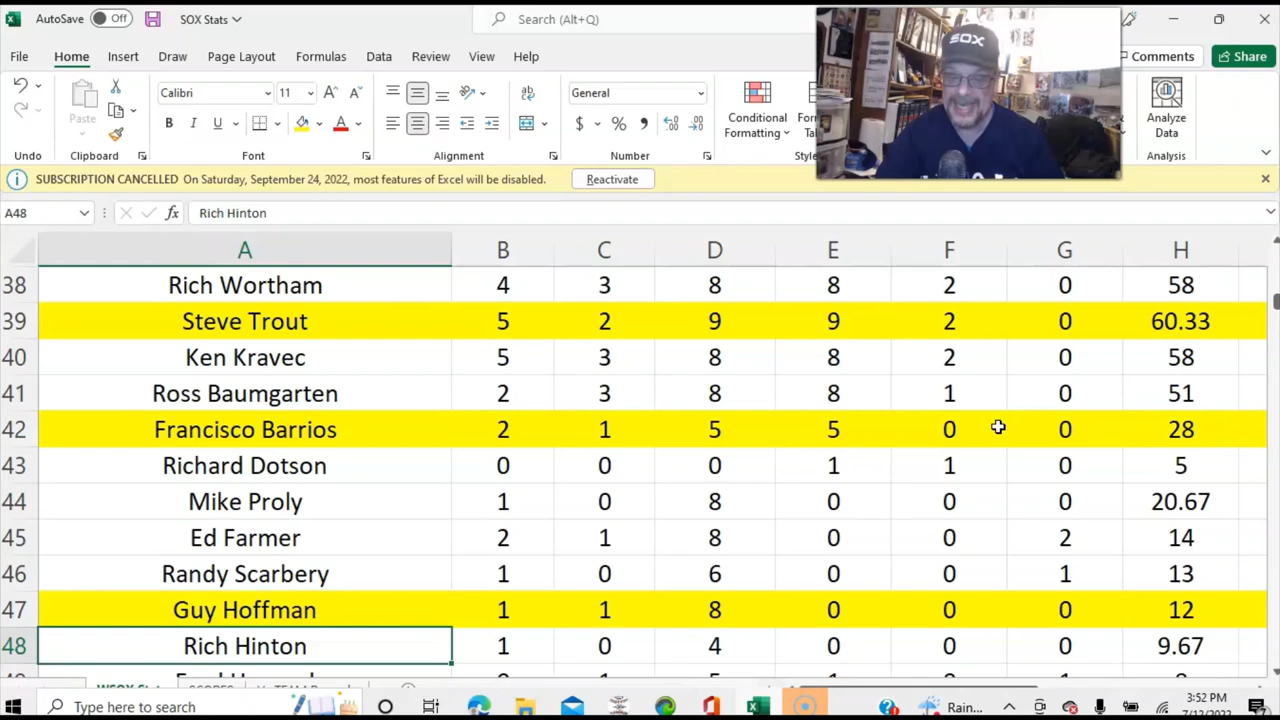 AutoSave Off SOX Stats Search (Alt+Q)
File Home Insert Draw Page Layout Formulas Data Review View Help Comments Share
SOX
Paste
Calibri 11 A A
B I U A
ab
General
$ % 9
Conditional
Formatting
Analyze
Data
Undo Clipboard Font Alignment Number Analysis
SUBSCRIPTION CANCELLED On Saturday, September 24, 2022, most features of Excel will be disabled. Reactivate
A48 fx Rich Hinton
A B C D E F G H
38 Rich Wortham 4 3 8 8 2 0 58
39 Steve Trout 5 2 9 9 2 0 60.33
40 Ken Kravec 5 3 8 8 2 0 58
41 Ross Baumgarten 2 3 8 8 1 0 51
42 Francisco Barrios 2 1 5 5 0 0 28
43 Richard Dotson 0 0 0 1 1 0 5
44 Mike Proly 1 0 8 0 0 0 20.67
45 Ed Farmer 2 1 8 0 0 2 14
46 Randy Scarbery 1 0 6 0 0 1 13
47 Guy Hoffman 1 1 8 0 0 0 12
48 Rich Hinton 1 0 4 0 0 0 9.67
Type here to search
Rain...
3:52 PM